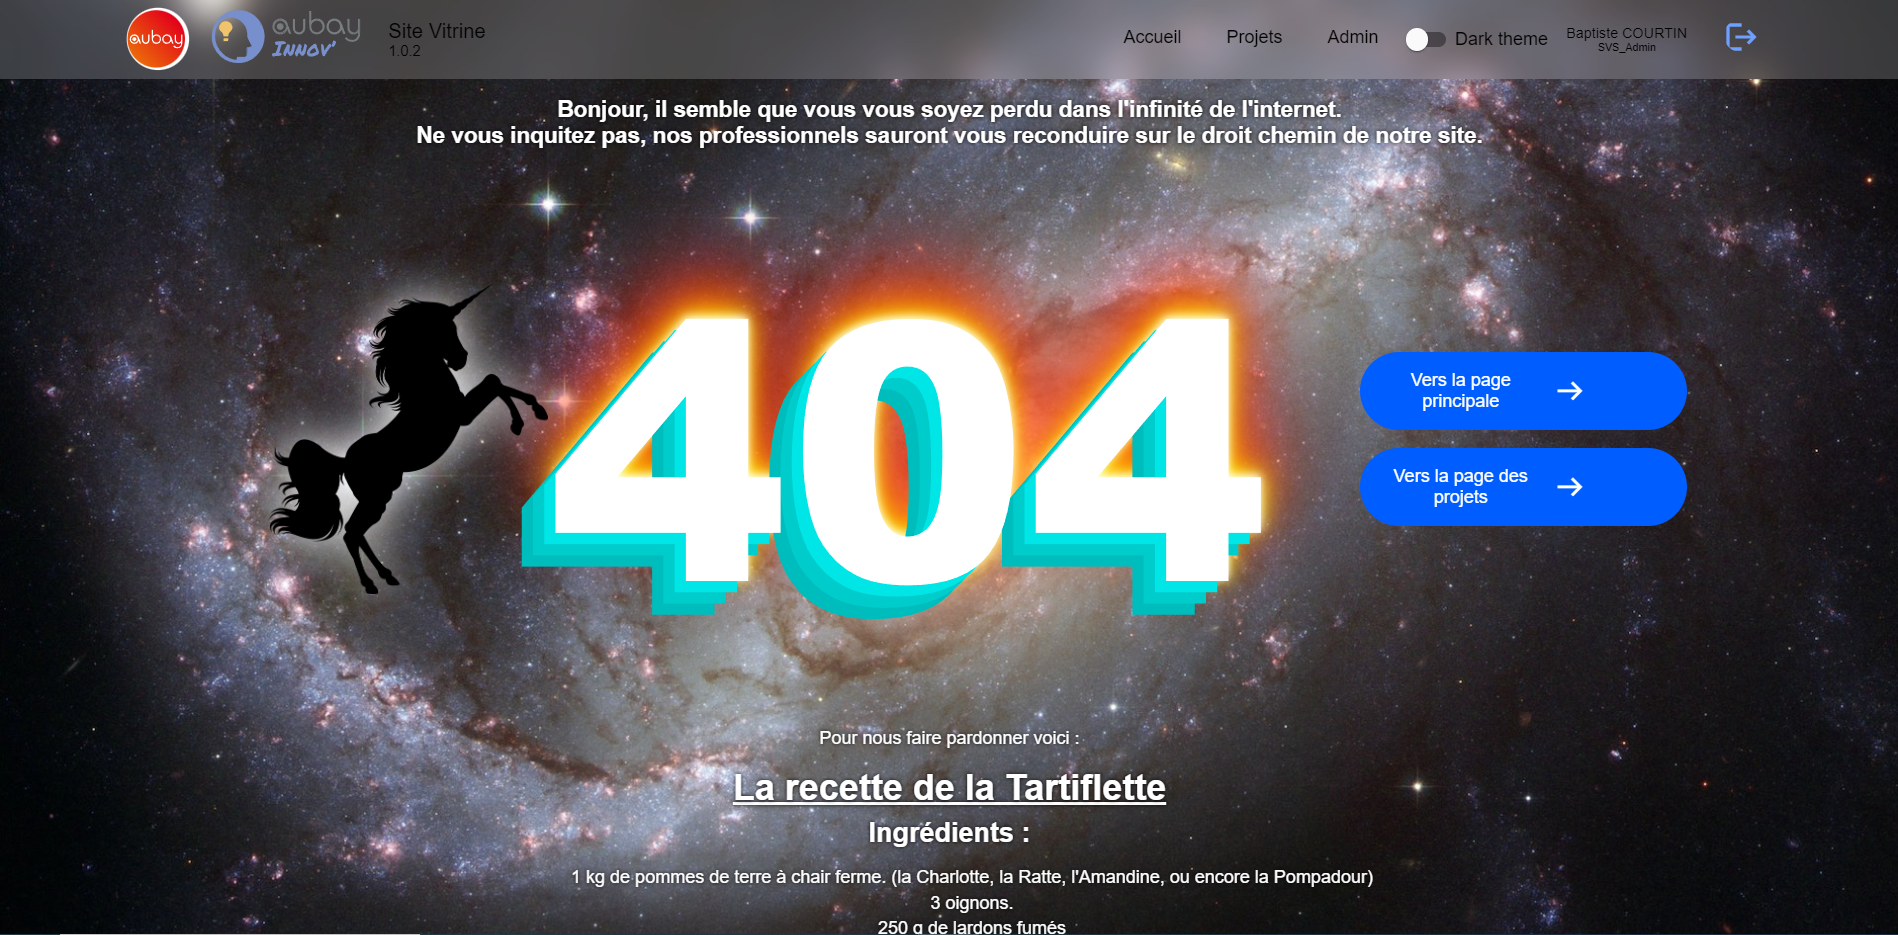 aubay
aubay
INNOV'
Site Vitrine
1.0.2
Accueil
Projets
Admin
Dark theme
Baptiste COURTIN
SVS_Admin
Bonjour, il semble que vous vous soyez perdu dans l'infinité de l'internet.
Ne vous inquitez pas, nos professionnels sauront vous reconduire sur le droit chemin de notre site.
404
Vers la page
principale
Vers la page des
projets
Pour nous faire pardonner voici :
La recette de la Tartiflette
Ingrédients :
1 kg de pommes de terre à chair ferme. (la Charlotte, la Ratte, l'Amandine, ou encore la Pompadour)
3 oignons.
250 g de lardons fumés